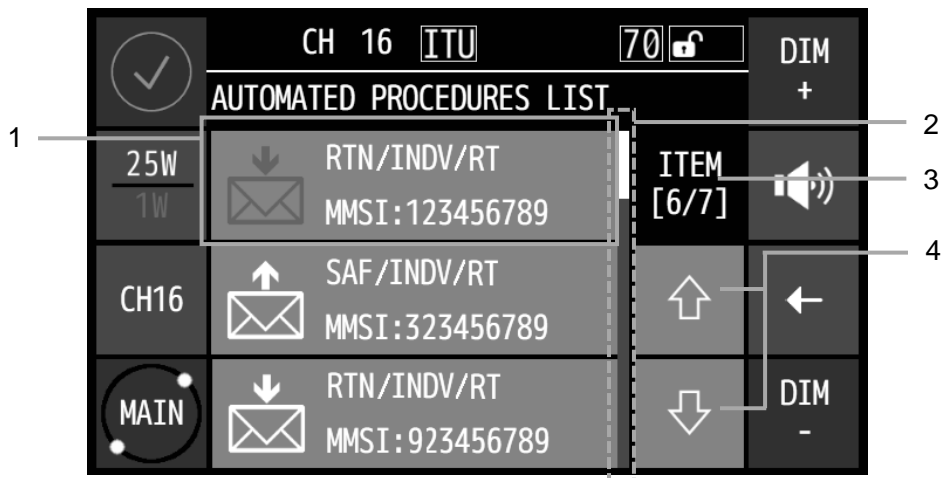 CH 16 ITU 70
DIM
+
AUTOMATED PROCEDURES LIST
1
2
25W
1W
RTN/INDV/RT
MMSI:123456789
ITEM
[6/7]
3
4
CH16
SAF/INDV/RT
MMSI:323456789
MAIN
RTN/INDV/RT
MMSI:923456789
DIM
-